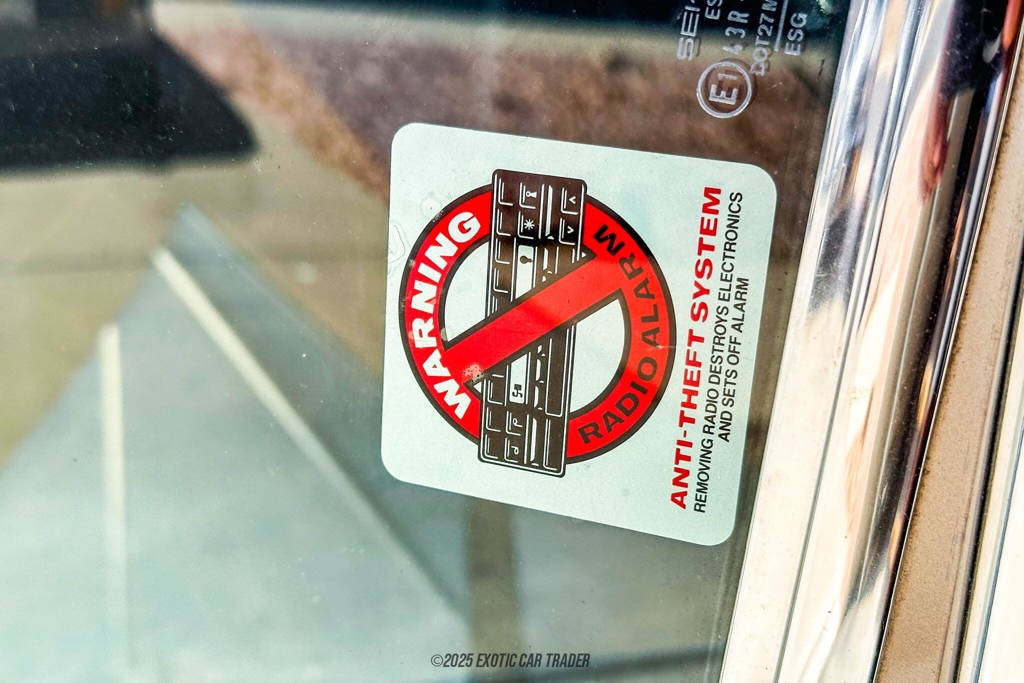 WARNING
RADIO ALARM
ANTI-THEFT SYSTEM
REMOVING RADIO DESTROYS ELECTRONICS
AND SETS OFF ALARM
E1
43R
DOT27M
ESG
©2025 EXOTIC CAR TRADER